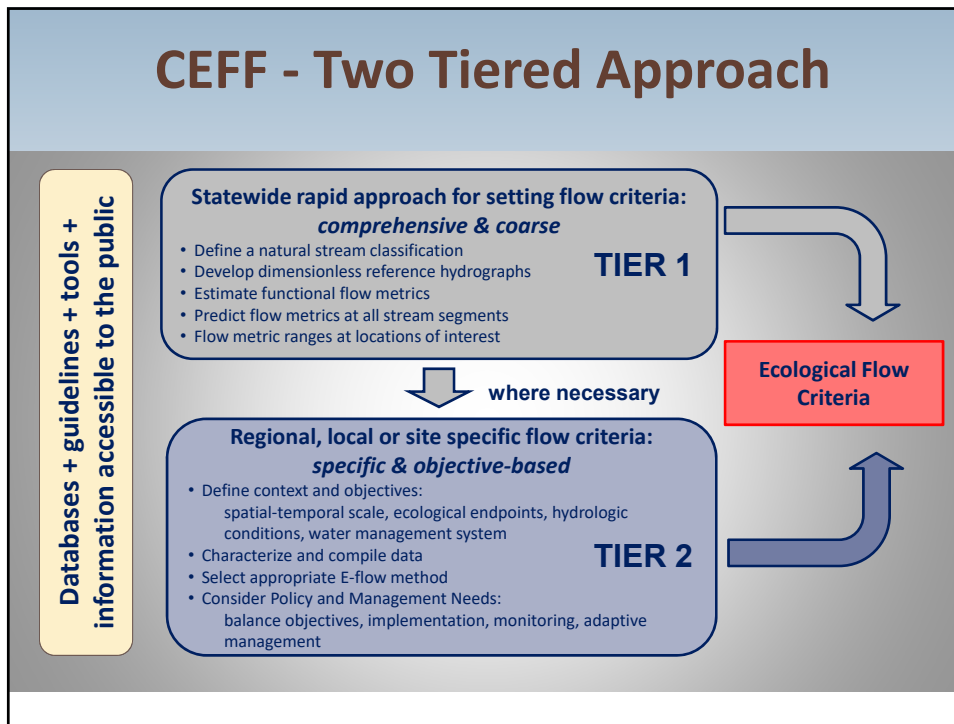 CEFF - Two Tiered Approach
Databases + guidelines + tools +
information accessible to the public
Statewide rapid approach for setting flow criteria:
comprehensive & coarse
• Define a natural stream classification
• Develop dimensionless reference hydrographs
• Estimate functional flow metrics
• Predict flow metrics at all stream segments
• Flow metric ranges at locations of interest
TIER 1
where necessary
Regional, local or site specific flow criteria:
specific & objective-based
• Define context and objectives:
spatial-temporal scale, ecological endpoints, hydrologic
conditions, water management system
• Characterize and compile data
• Select appropriate E-flow method
• Consider Policy and Management Needs:
balance objectives, implementation, monitoring, adaptive
management
TIER 2
Ecological Flow
Criteria